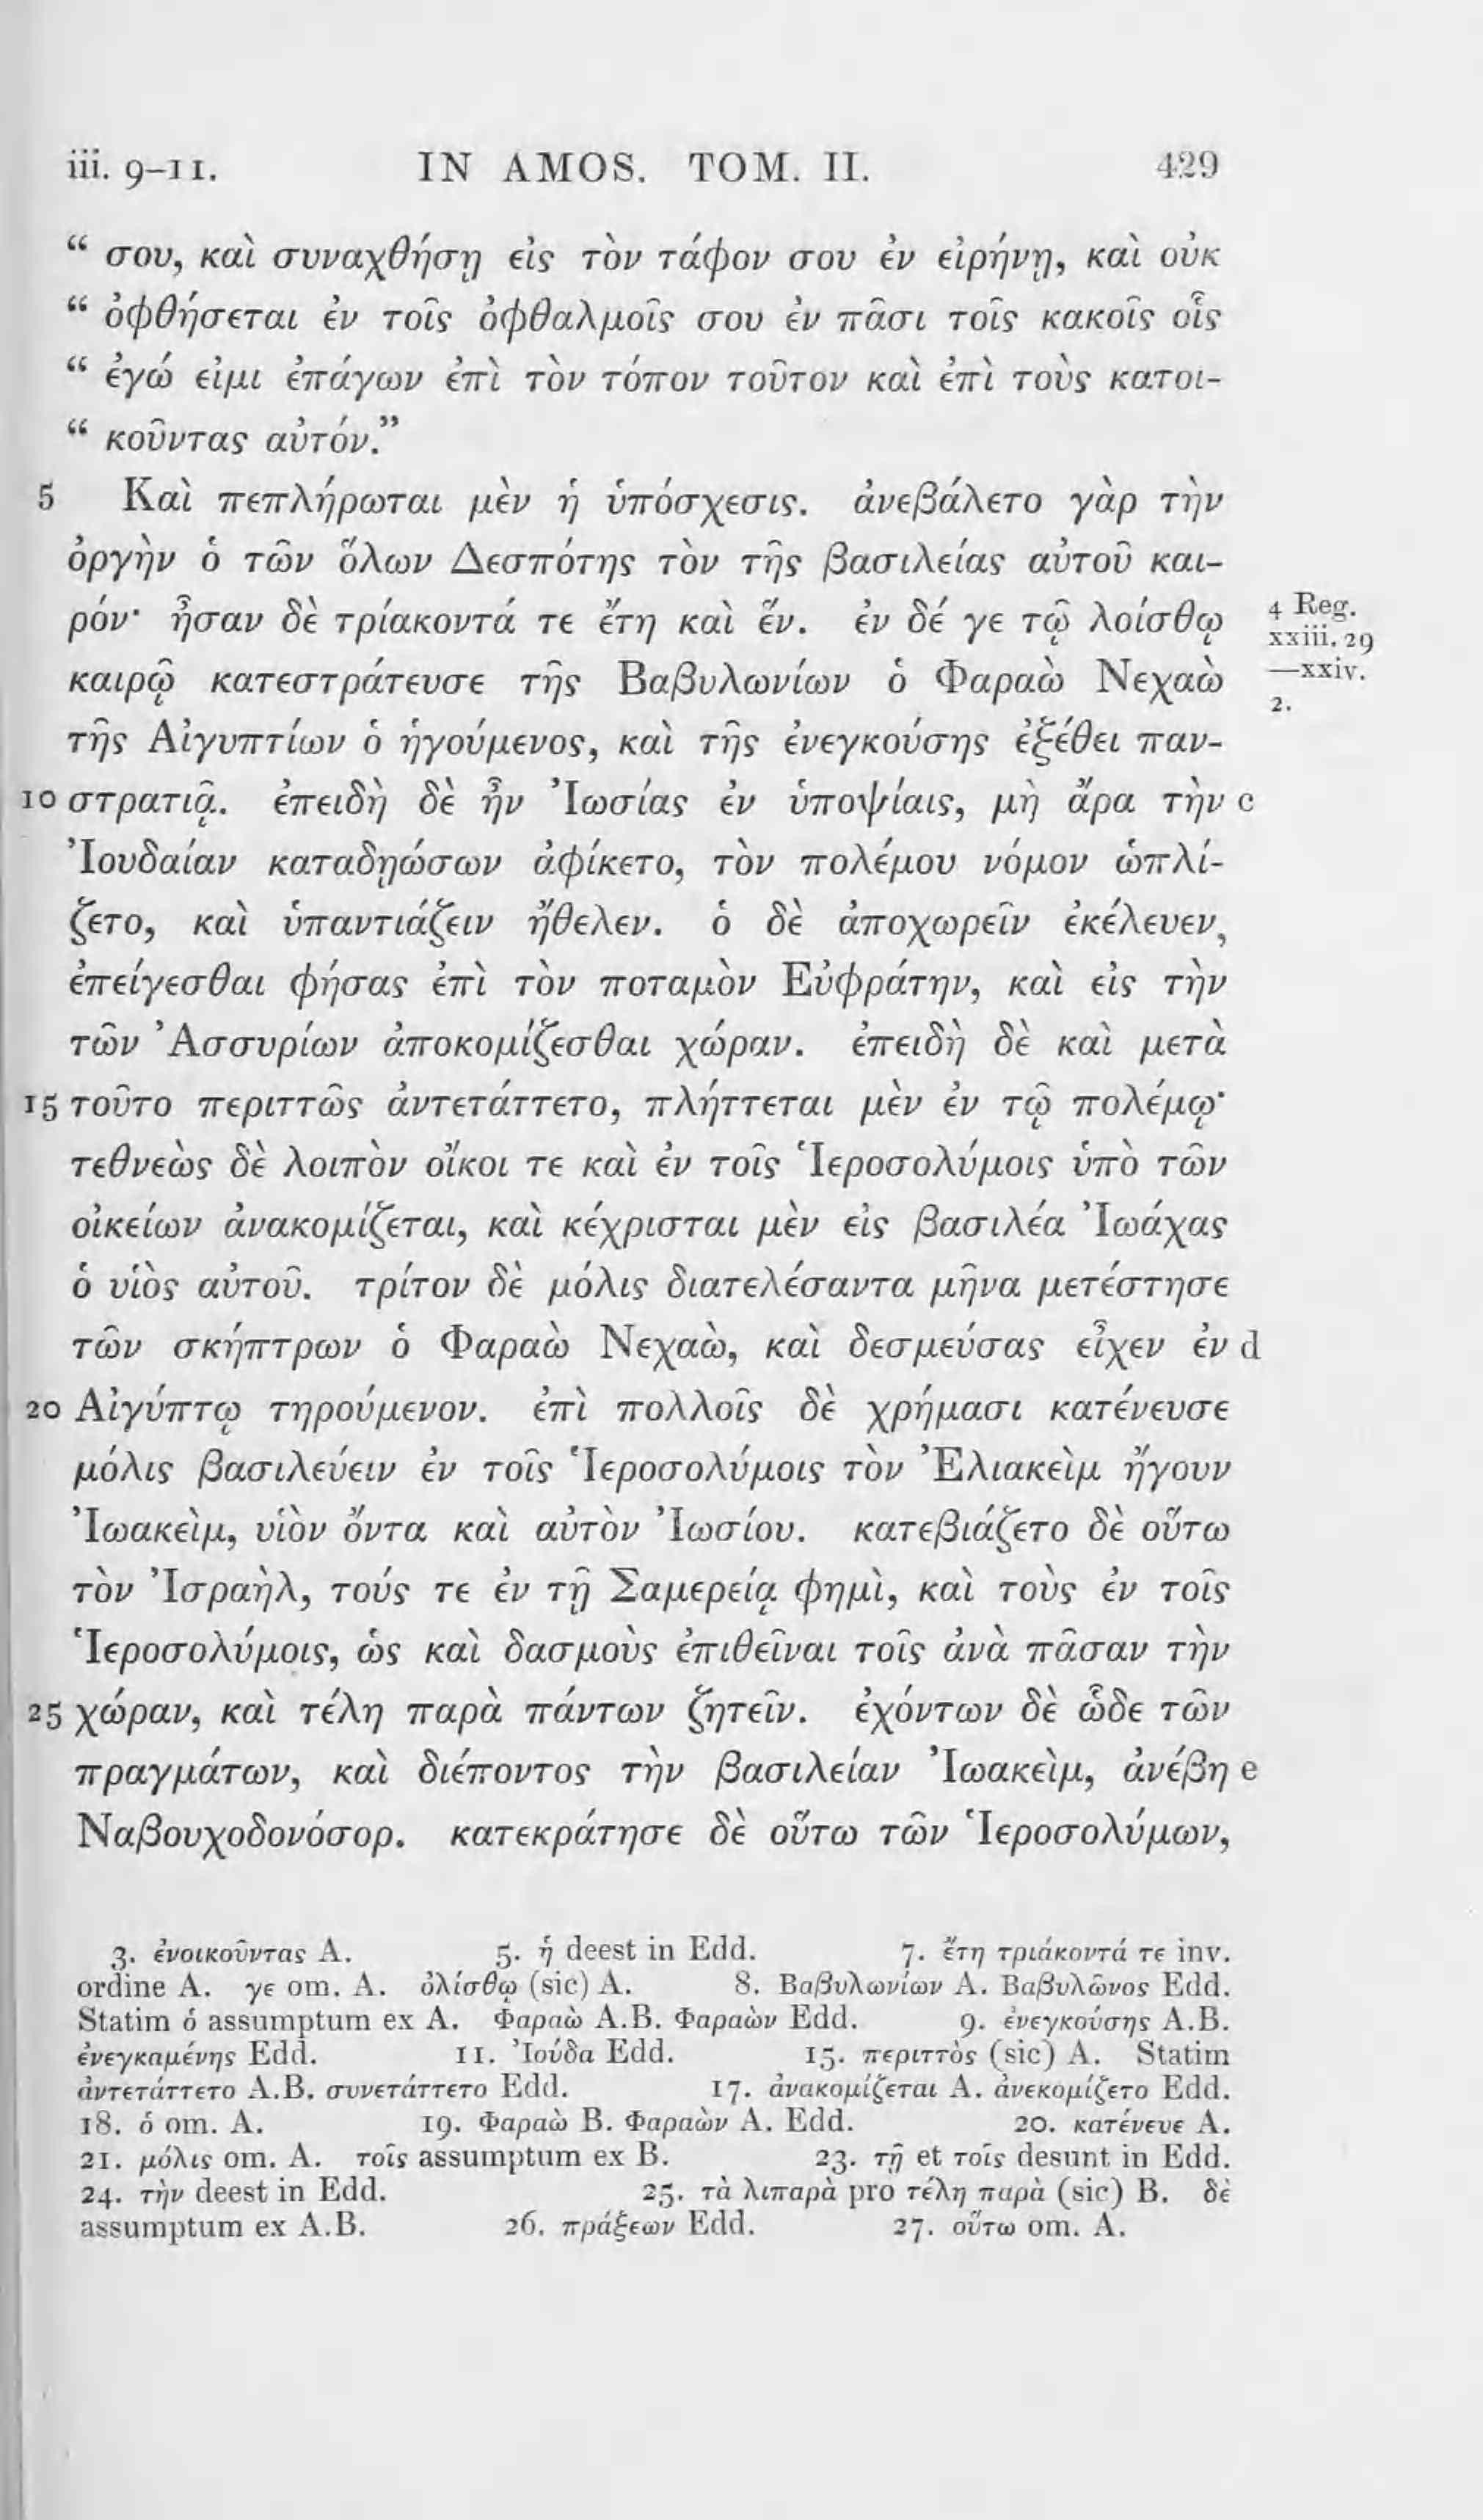 iii. 9–11. IN AMOS. TOM. II. 429
“ σου, καὶ συναχθήσῃ εἰς τὸν τάφον σου ἐν εἰρήνῃ, καὶ οὐκ
“ ὀφθήσεται ἐν τοῖς ὀφθαλμοῖς σου ἐν πᾶσι τοῖς κακοῖς οἷς
“ ἐγώ εἰμι ἐπάγων ἐπὶ τὸν τόπον τοῦτον καὶ ἐπὶ τοὺς κατοι-
“ κοῦντας αὐτόν.”
5 Καὶ πεπλήρωται μὲν ἡ ὑπόσχεσις. ἀνεβάλετο γὰρ τὴν
ὀργὴν ὁ τῶν ὅλων Δεσπότης τὸν τῆς βασιλείας αὐτοῦ και-
ρόν· ἦσαν δὲ τρίακοντά τε ἔτη καὶ ἕν. ἐν δέ γε τῷ λοίσθῳ 4 Reg.
xxiii. 29
καιρῷ κατεστράτευσε τῆς Βαβυλωνίων ὁ Φαραὼ Νεχαὼ —xxiv.
2.
τῆς Αἰγυπτίων ὁ ἡγούμενος, καὶ τῆς ἐνεγκούσης ἐξέθει παν-
10 στρατιᾷ. ἐπειδὴ δὲ ἦν Ἰωσίας ἐν ὑποψίαις, μὴ ἄρα τὴν c
Ἰουδαίαν καταδῃώσων ἀφίκετο, τὸν πολέμου νόμον ὡπλί-
ζετο, καὶ ὑπαντιάζειν ἤθελεν. ὁ δὲ ἀποχωρεῖν ἐκέλευεν,
ἐπείγεσθαι φήσας ἐπὶ τὸν ποταμὸν Εὐφράτην, καὶ εἰς τὴν
τῶν Ἀσσυρίων ἀποκομίζεσθαι χώραν. ἐπειδὴ δὲ καὶ μετὰ
15 τοῦτο περιττῶς ἀντετάττετο, πλήττεται μὲν ἐν τῷ πολέμῳ·
τεθνεὼς δὲ λοιπὸν οἴκοι τε καὶ ἐν τοῖς Ἱεροσολύμοις ὑπὸ τῶν
οἰκείων ἀνακομίζεται, καὶ κέχρισται μὲν εἰς βασιλέα Ἰωάχας
ὁ υἱὸς αὐτοῦ. τρίτον δὲ μόλις διατελέσαντα μῆνα μετέστησε
τῶν σκήπτρων ὁ Φαραὼ Νεχαὼ, καὶ δεσμεύσας εἶχεν ἐν d
20 Αἰγύπτῳ τηρούμενον. ἐπὶ πολλοῖς δὲ χρήμασι κατένευσε
μόλις βασιλεύειν ἐν τοῖς Ἱεροσολύμοις τὸν Ἐλιακεὶμ ἤγουν
Ἰωακεὶμ, υἱὸν ὄντα καὶ αὐτὸν Ἰωσίου. κατεβιάζετο δὲ οὕτω
τὸν Ἰσραὴλ, τούς τε ἐν τῇ Σαμερείᾳ φημὶ, καὶ τοὺς ἐν τοῖς
Ἱεροσολύμοις, ὡς καὶ δασμοὺς ἐπιθεῖναι τοῖς ἀνὰ πᾶσαν τὴν
25 χώραν, καὶ τέλη παρὰ πάντων ζητεῖν. ἐχόντων δὲ ὧδε τῶν
πραγμάτων, καὶ διέποντος τὴν βασιλείαν Ἰωακεὶμ, ἀνέβη e
Ναβουχοδονόσορ. κατεκράτησε δὲ οὕτω τῶν Ἱεροσολύμων,
3. ἐνοικοῦντας A. 5. ἡ deest in Edd. 7. ἔτη τριάκοντά τε inv.
ordine A. γε om. A. ὀλίσθῳ (sic) A. 8. Βαβυλωνίων A. Βαβυλῶνος Edd.
Statim ὁ assumptum ex A. Φαραὼ A.B. Φαραὼν Edd. 9. ἐνεγκούσης A.B.
ἐνεγκαμένης Edd. 11. Ἰούδα Edd. 15. περιττὸς (sic) A. Statim
ἀντετάττετο A.B. συνετάττετο Edd. 17. ἀνακομίζεται A. ἀνεκομίζετο Edd.
18. ὁ om. A. 19. Φαραὼ B. Φαραὼν A. Edd. 20. κατένευε A.
21. μόλις om. A. τοῖς assumptum ex B. 23. τῇ et τοῖς desunt in Edd.
24. τὴν deest in Edd. 25. τὰ λιπαρὰ pro τέλη παρὰ (sic) B. δὲ
assumptum ex A.B. 26. πράξεων Edd. 27. οὕτω om. A.